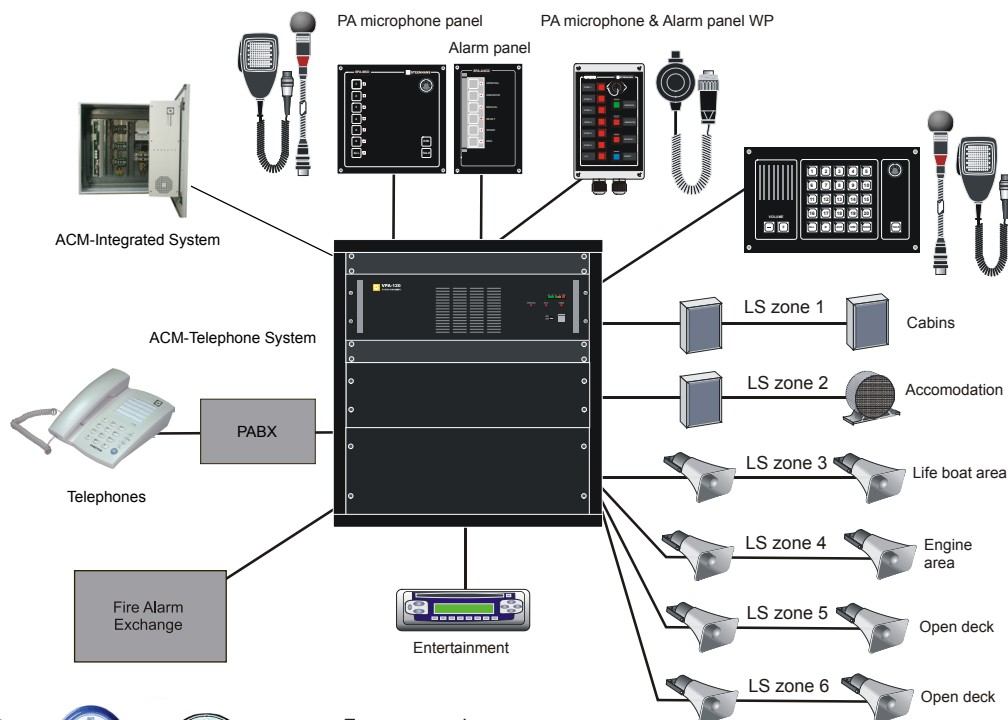 PA microphone panel
PA microphone & Alarm panel WP
Alarm panel
ACM-Integrated System
VPA-120
VOLUME
LS zone 1
Cabins
ACM-Telephone System
LS zone 2
Accomodation
PABX
LS zone 3
Life boat area
Telephones
LS zone 4
Engine
area
Fire Alarm
Exchange
LS zone 5
Open deck
Entertainment
LS zone 6
Open deck